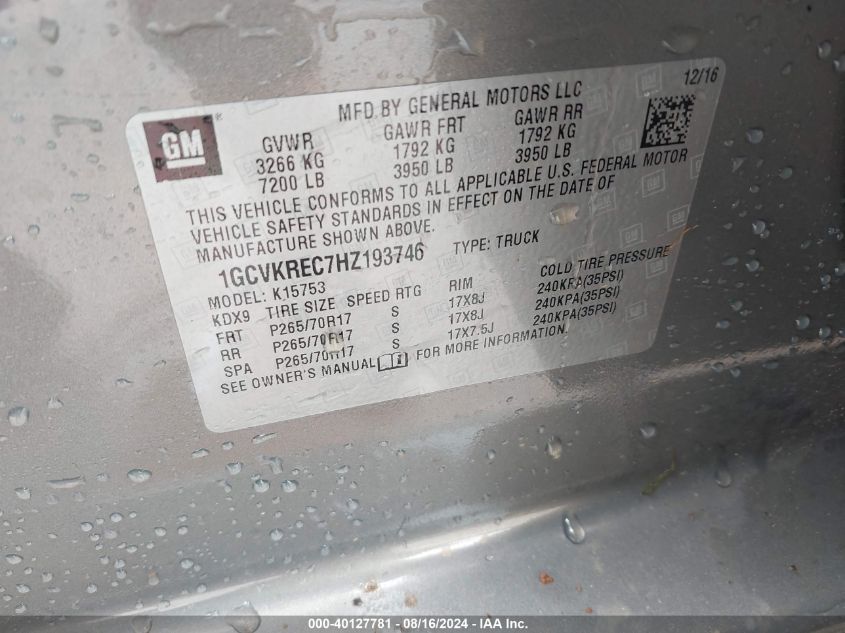 12/16
GM
MFD BY GENERAL MOTORS LLC
GVWR GAWR FRT GAWR RR
3266 KG 1792 KG 1792 KG
7200 LB 3950 LB 3950 LB
THIS VEHICLE CONFORMS TO ALL APPLICABLE U.S. FEDERAL MOTOR
VEHICLE SAFETY STANDARDS IN EFFECT ON THE DATE OF
MANUFACTURE SHOWN ABOVE.
1GCVKREC7HZ193746 TYPE: TRUCK
MODEL: K15753
KDX9 TIRE SIZE SPEED RTG RIM COLD TIRE PRESSURE
FRT P265/70R17 S 17X8J 240KPA(35PSI)
RR P265/70R17 S 17X8J 240KPA(35PSI)
SPA P265/70R17 S 17X7.5J 240KPA(35PSI)
SEE OWNER'S MANUAL FOR MORE INFORMATION.
000-40127781 - 08/16/2024 - IAA Inc.